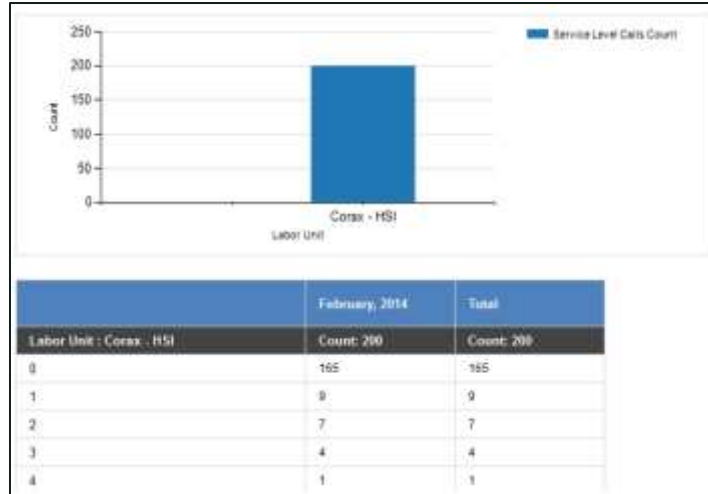 250
Service Level Calls Count
200
150
Count
100
50
0
Corax - HSI
Labor Unit
February, 2014 Total
Labor Unit : Corax - HSI Count: 200 Count: 200
0 165 165
1 9 9
2 7 7
3 4 4
4 1 1